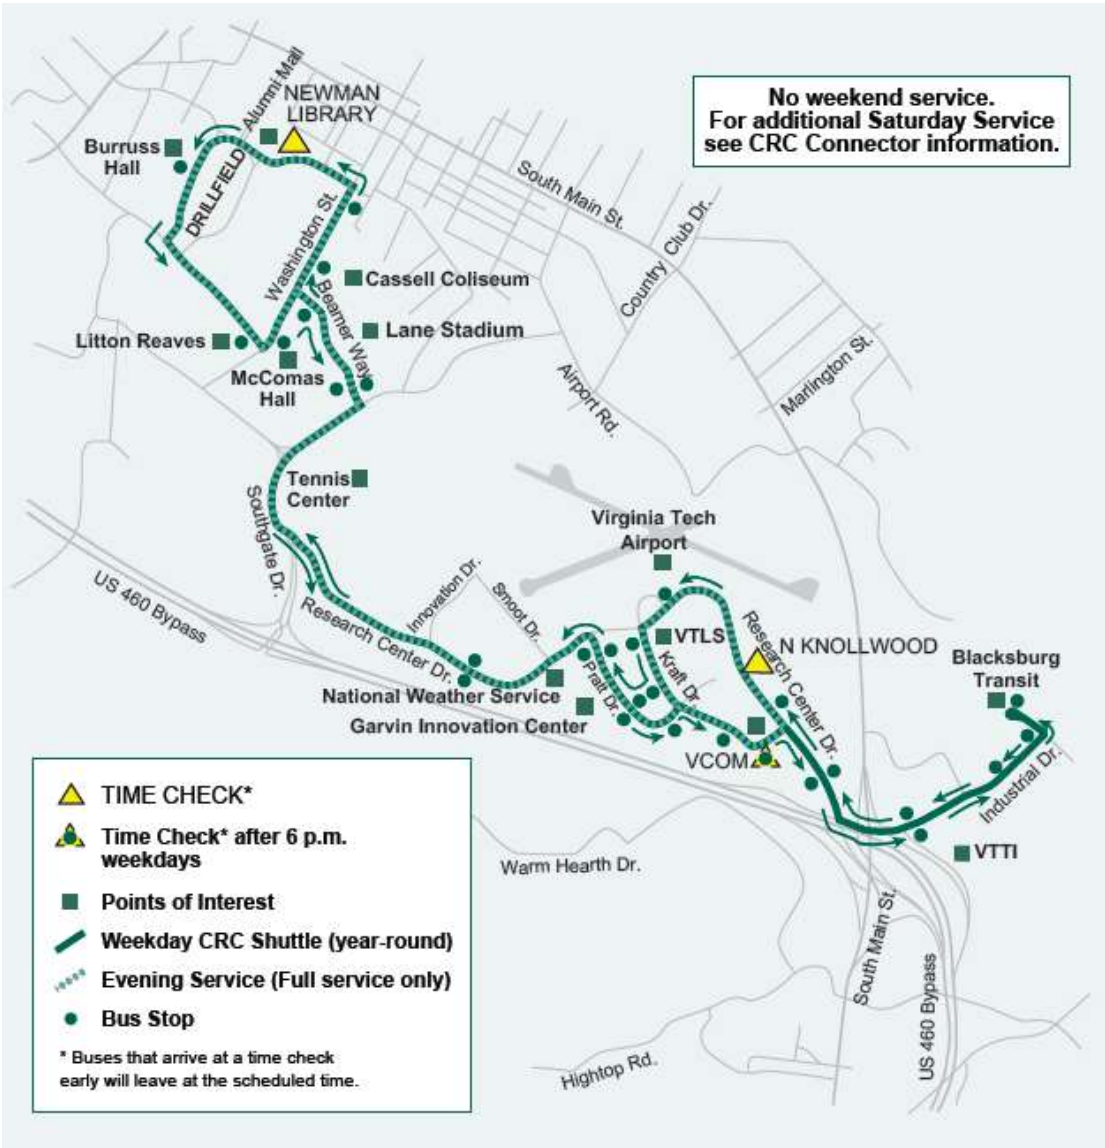 Alumni Mall
NEWMAN
LIBRARY
No weekend service.
For additional Saturday Service
see CRC Connector information.
Burruss
Hall
DRILLFIELD
South Main St.
Washington St.
Country Club Dr.
Cassell Coliseum
Beamer Way
Litton Reaves
Lane Stadium
McComas
Hall
Marlington St.
Airport Rd.
Tennis
Center
Southgate Dr.
Virginia Tech
Airport
US 460 Bypass
Innovation Dr.
Smoot Dr.
Research Center Dr.
VTLS
Research Center Dr.
N KNOLLWOOD
Blacksburg
Transit
Kraft Dr.
Pratt Dr.
National Weather Service
Garvin Innovation Center
VCOM
Industrial Dr.
VTTI
Warm Hearth Dr.
South Main St.
US 460 Bypass
Hightop Rd.
TIME CHECK*
Time Check* after 6 p.m.
weekdays
Points of Interest
Weekday CRC Shuttle (year-round)
Evening Service (Full service only)
Bus Stop
* Buses that arrive at a time check
early will leave at the scheduled time.